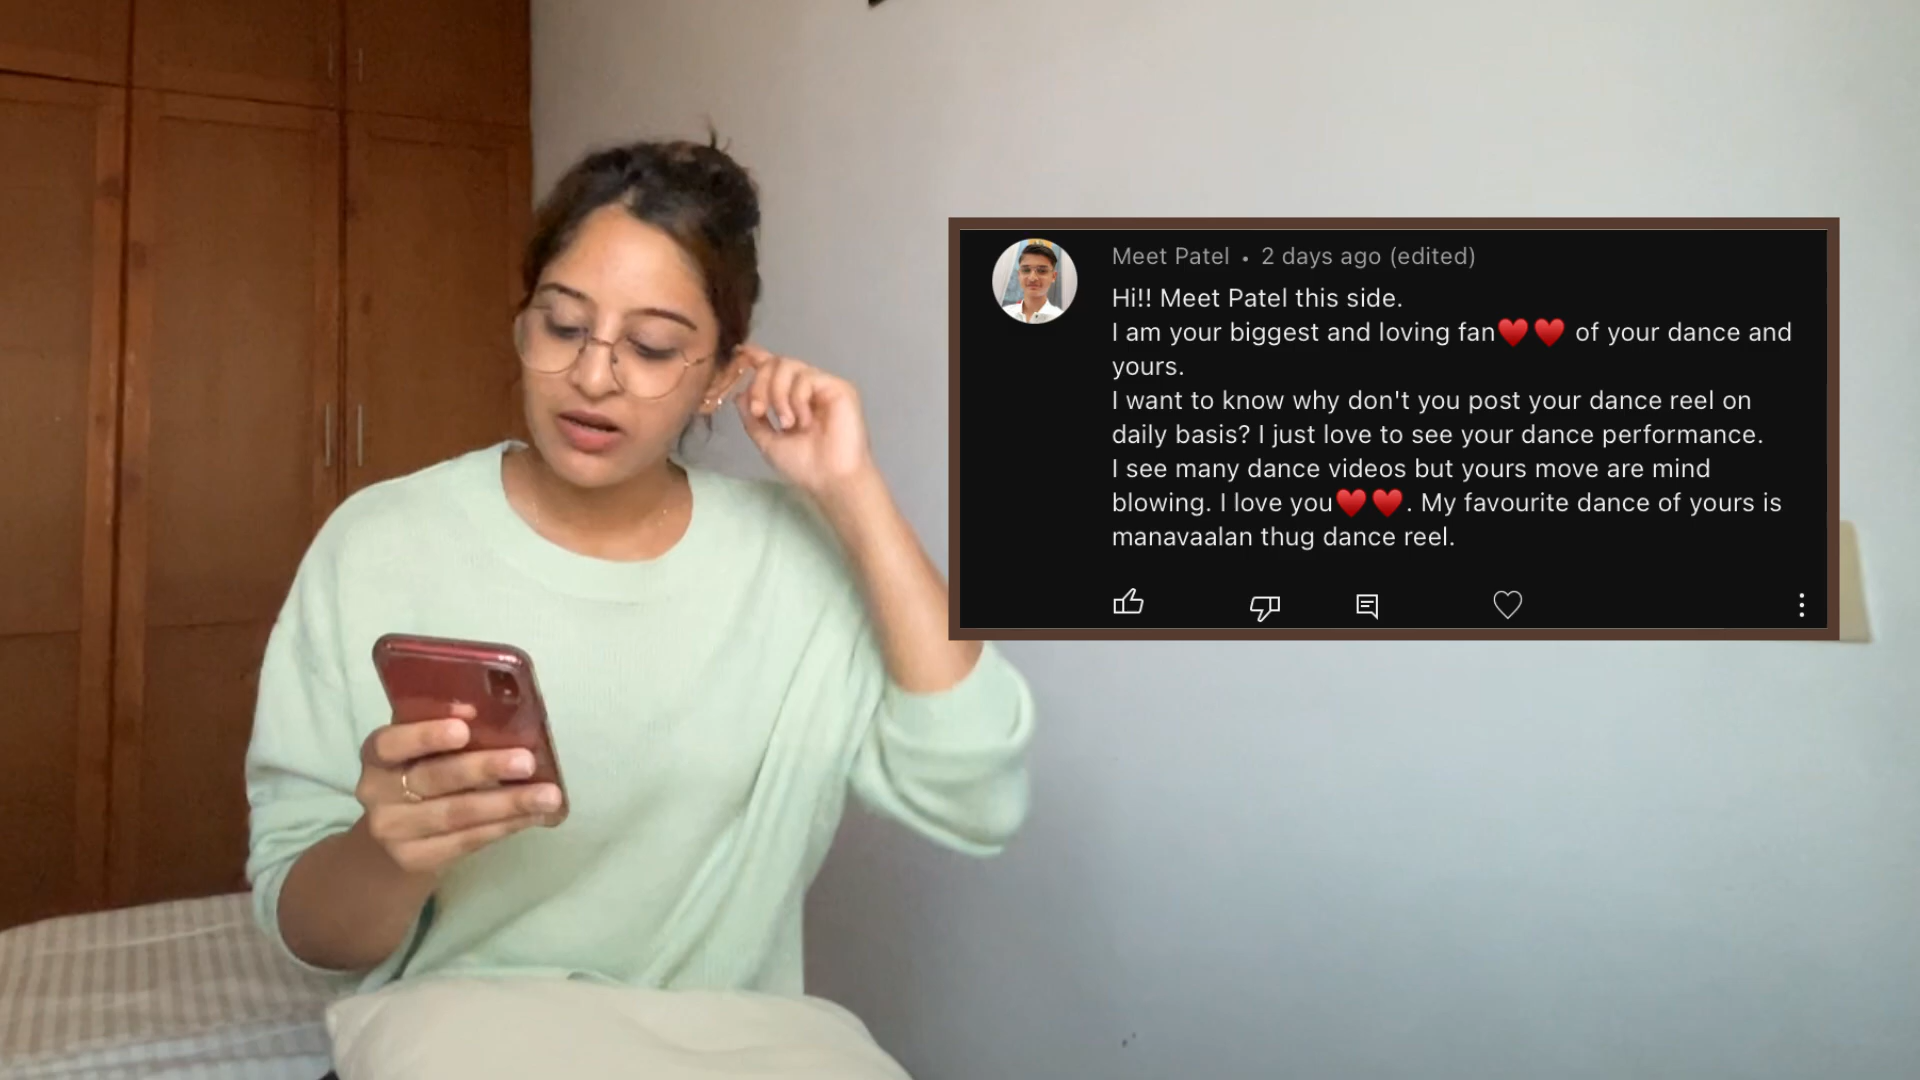 Meet Patel • 2 days ago (edited)
Hi!! Meet Patel this side.
I am your biggest and loving fan♥️♥️ of your dance and
yours.
I want to know why don't you post your dance reel on
daily basis? I just love to see your dance performance.
I see many dance videos but yours move are mind
blowing. I love you♥️♥️. My favourite dance of yours is
manavaalan thug dance reel.